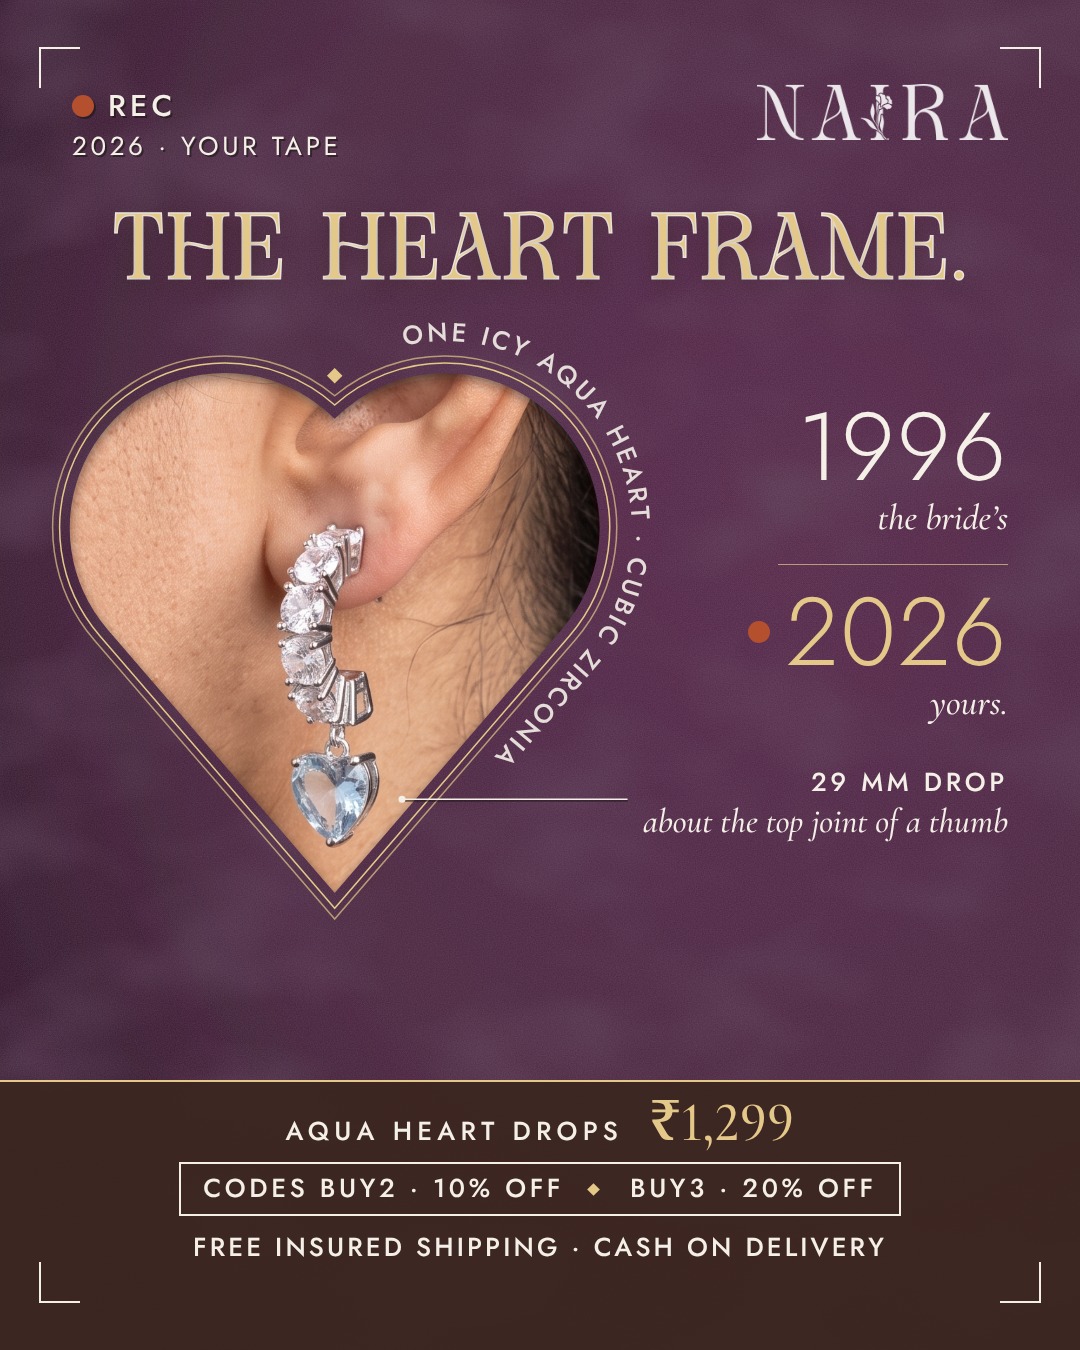 REC
2026 · YOUR TAPE
NAIRA
THE HEART FRAME.
ONE ICY AQUA HEART · CUBIC ZIRCONIA
1996
the bride's
2026
yours.
29 MM DROP
about the top joint of a thumb
AQUA HEART DROPS ₹1,299
CODES BUY2 · 10% OFF ◆ BUY3 · 20% OFF
FREE INSURED SHIPPING · CASH ON DELIVERY